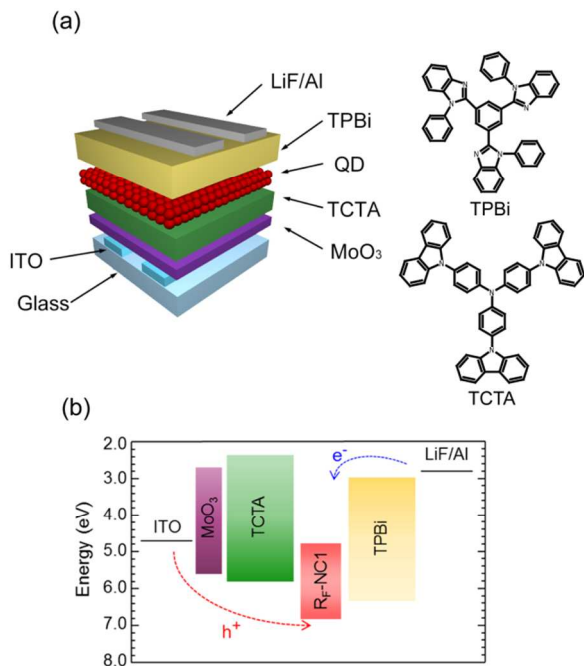 (a)
LiF/Al
TPBi
QD
TCTA
MoO₃
ITO
Glass
N
N
N
N
N
N
TPBi
N
N
N
N
TCTA
(b)
Energy (eV)
2.0
3.0
4.0
5.0
6.0
7.0
8.0
ITO
MoO₃
TCTA
R_F-NC1
TPBi
LiF/Al
e⁻
h⁺